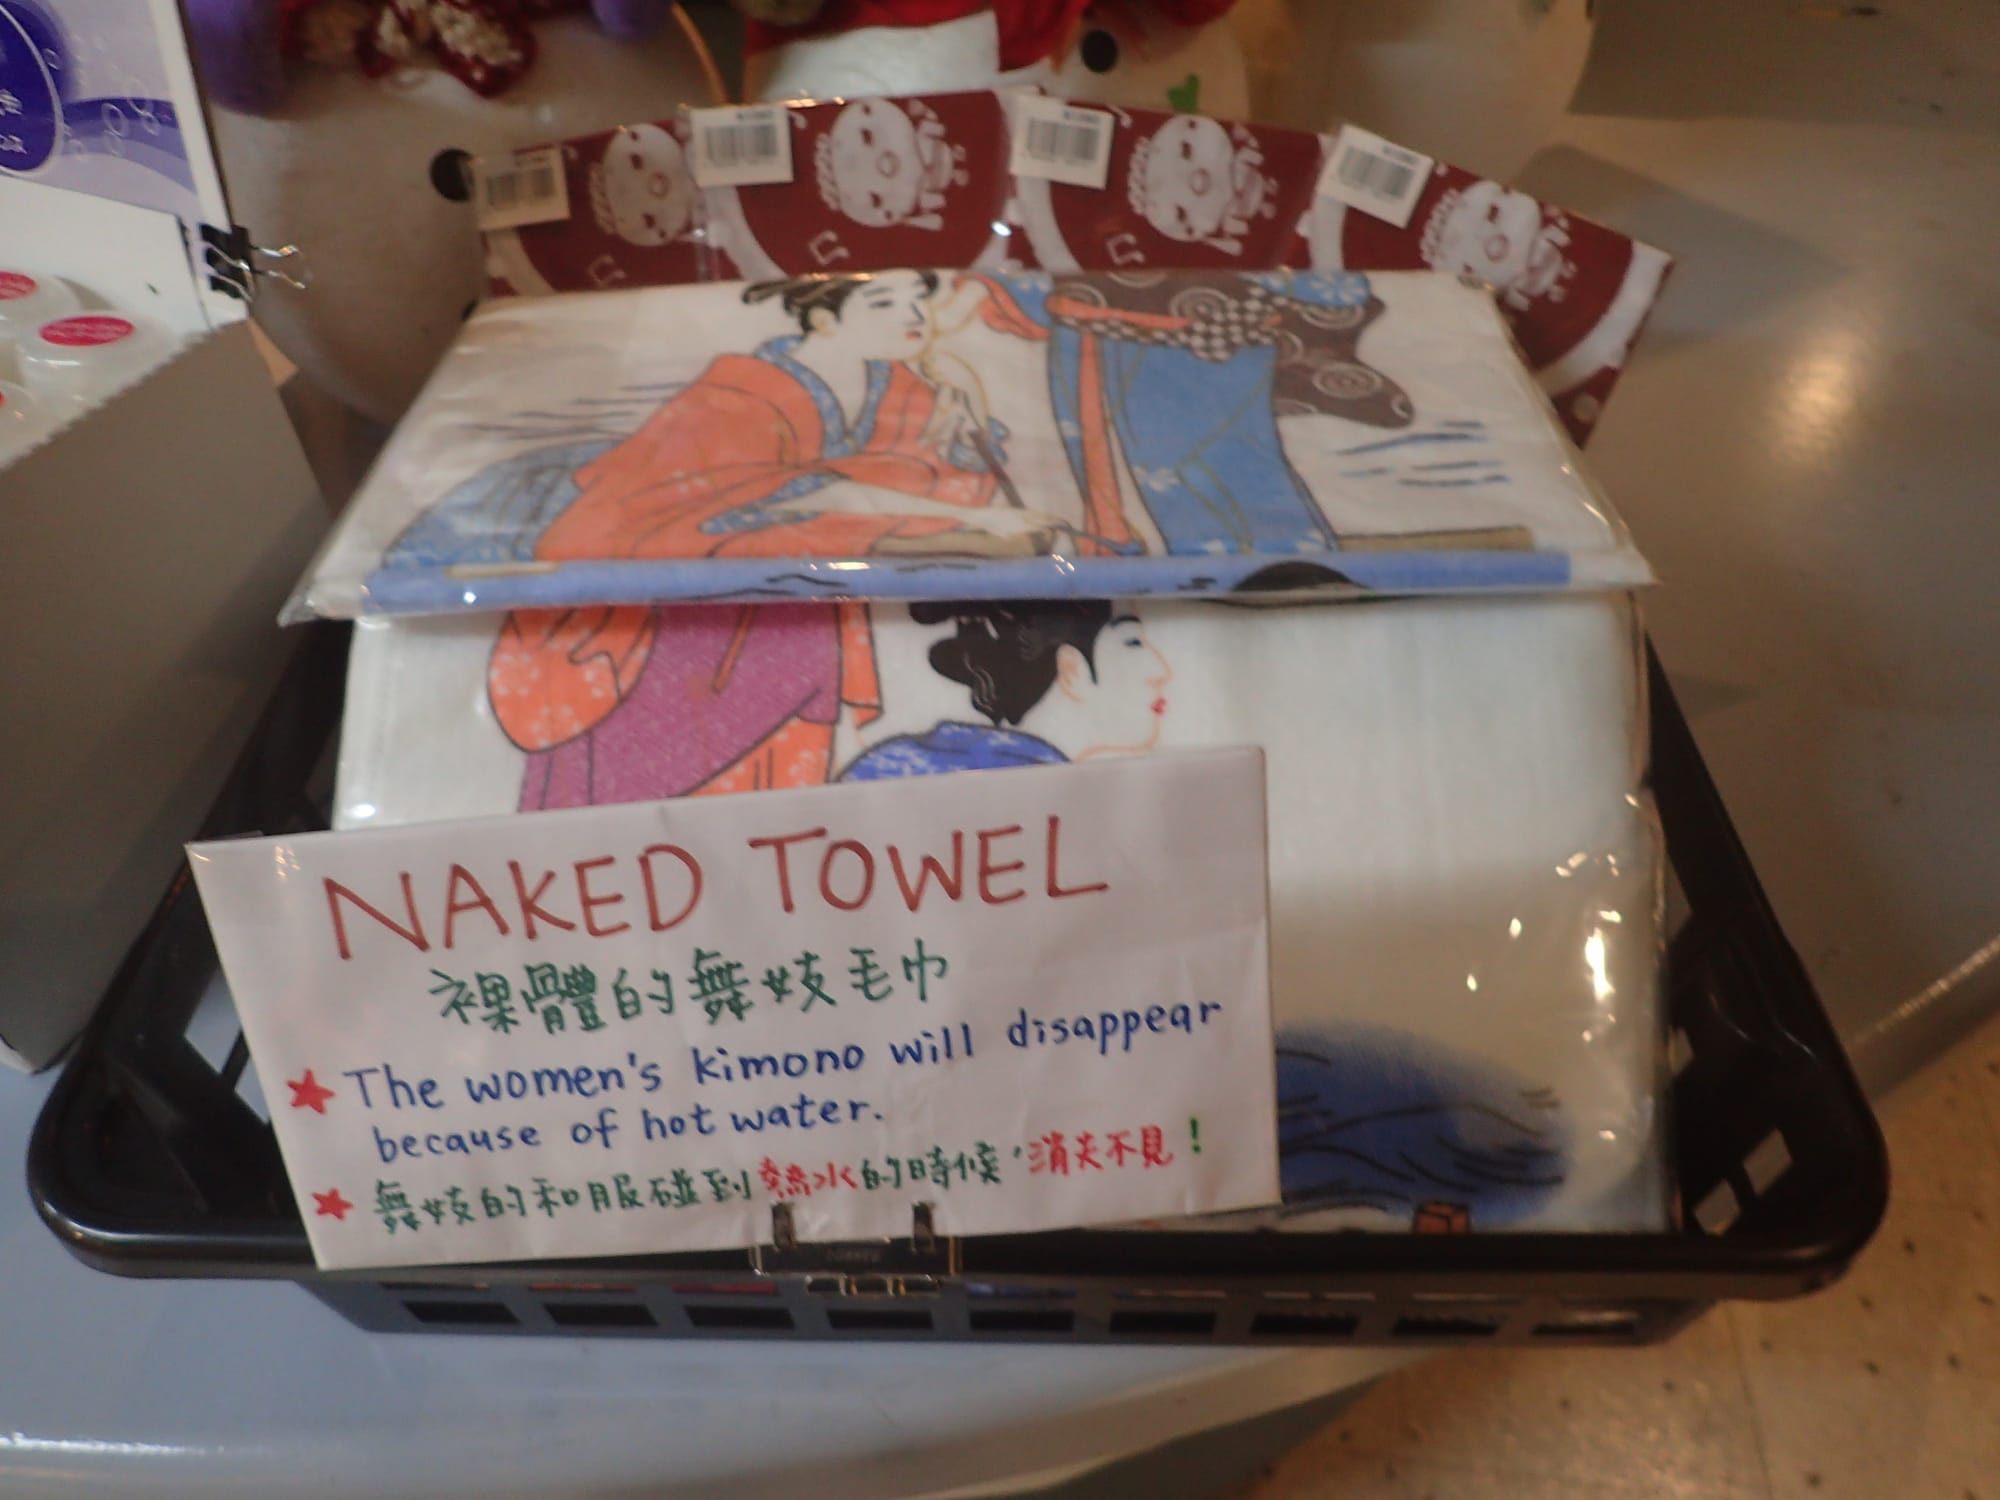 NAKED TOWEL
裸體的舞妓毛巾
★ The women's kimono will disappear
because of hot water.
★ 舞妓的和服碰到熱水的時候,消失不見!